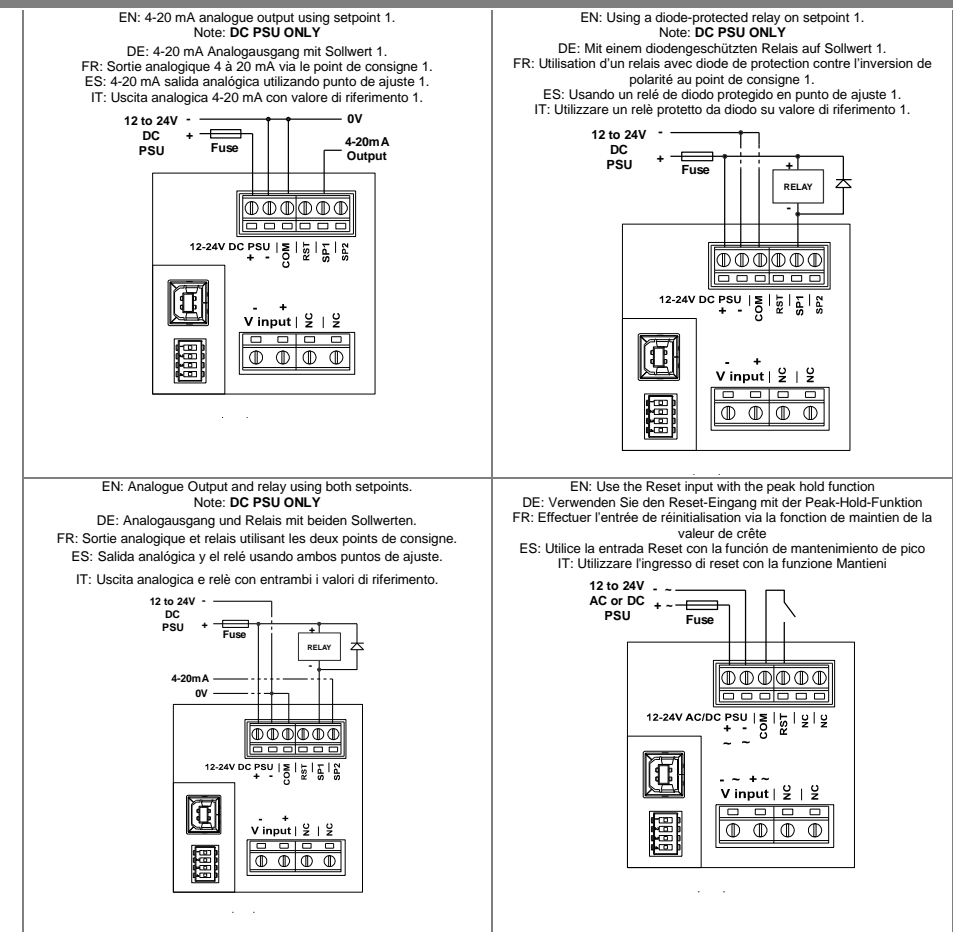 EN: 4-20 mA analogue output using setpoint 1.
Note: DC PSU ONLY
DE: 4-20 mA Analogausgang mit Sollwert 1.
FR: Sortie analogique 4 à 20 mA via le point de consigne 1.
ES: 4-20 mA salida analógica utilizando punto de ajuste 1.
IT: Uscita analogica 4-20 mA con valore di riferimento 1.
12 to 24V - 0V
DC + 4-20mA
PSU Fuse Output
12-24V DC PSU | COM | RST | SP1 | SP2
+ -
- +
V input | NC | NC
EN: Using a diode-protected relay on setpoint 1.
Note: DC PSU ONLY
DE: Mit einem diodengeschützten Relais auf Sollwert 1.
FR: Utilisation d'un relais avec diode de protection contre l'inversion de
polarité au point de consigne 1.
ES: Usando un relé de diodo protegido en punto de ajuste 1.
IT: Utilizzare un relè protetto da diodo su valore di riferimento 1.
12 to 24V -
DC
PSU + Fuse +
RELAY
-
12-24V DC PSU | COM | RST | SP1 | SP2
+ -
- +
V input | NC | NC
EN: Analogue Output and relay using both setpoints.
Note: DC PSU ONLY
DE: Analogausgang und Relais mit beiden Sollwerten.
FR: Sortie analogique et relais utilisant les deux points de consigne.
ES: Salida analógica y el relé usando ambos puntos de ajuste.
IT: Uscita analogica e relè con entrambi i valori di riferimento.
12 to 24V -
DC
PSU + Fuse +
RELAY
-
4-20mA
0V
12-24V DC PSU | COM | RST | SP1 | SP2
+ -
- +
V input | NC | NC
EN: Use the Reset input with the peak hold function
DE: Verwenden Sie den Reset-Eingang mit der Peak-Hold-Funktion
FR: Effectuer l'entrée de réinitialisation via la fonction de maintien de la
valeur de crête
ES: Utilice la entrada Reset con la función de mantenimiento de pico
IT: Utilizzare l'ingresso di reset con la funzione Mantieni
12 to 24V - ~
AC or DC + ~
PSU Fuse
12-24V AC/DC PSU | COM | RST | NC | NC
+ -
~ ~
- ~ + ~
V input | NC | NC